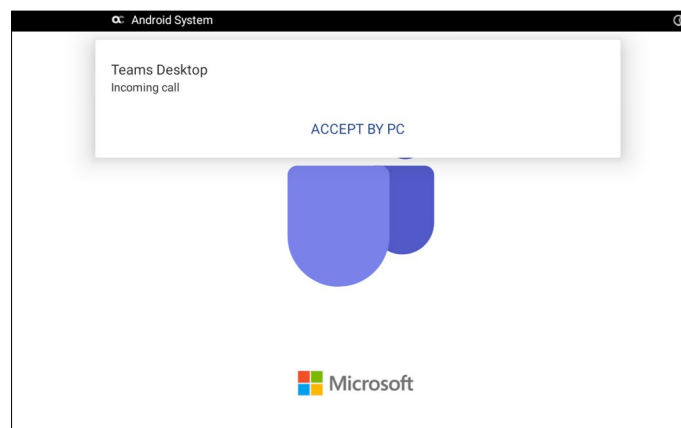 Android System
Teams Desktop
Incoming call
ACCEPT BY PC
Microsoft